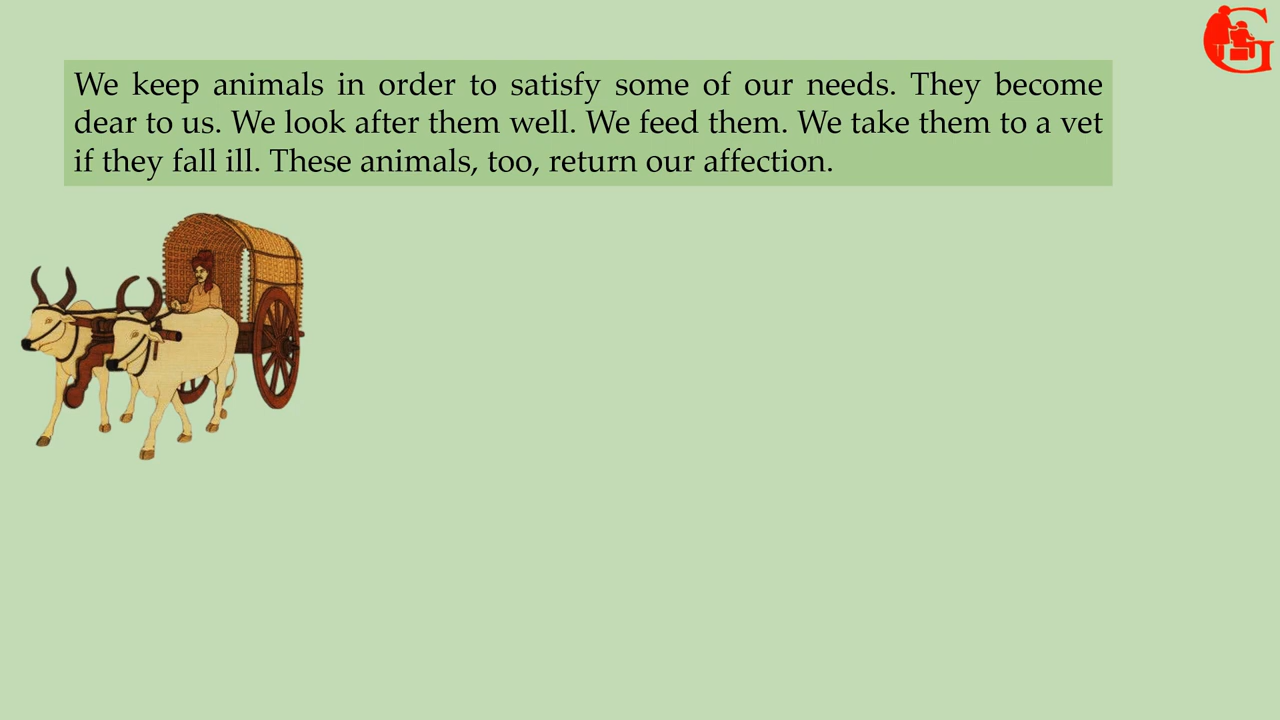 We keep animals in order to satisfy some of our needs. They become
dear to us. We look after them well. We feed them. We take them to a vet
if they fall ill. These animals, too, return our affection.